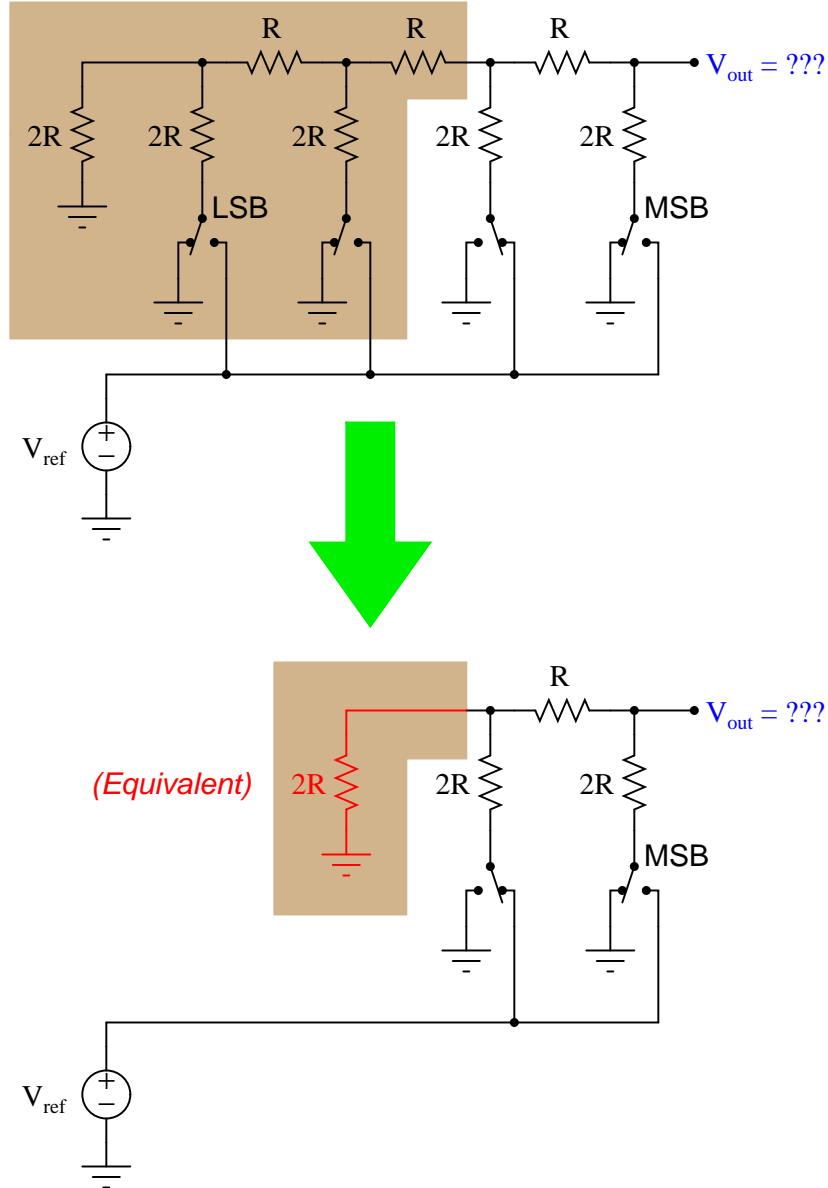 R R R
V_out = ???
2R 2R 2R 2R 2R
LSB MSB
V_ref
+
−
R
V_out = ???
(Equivalent) 2R 2R 2R
MSB
V_ref
+
−